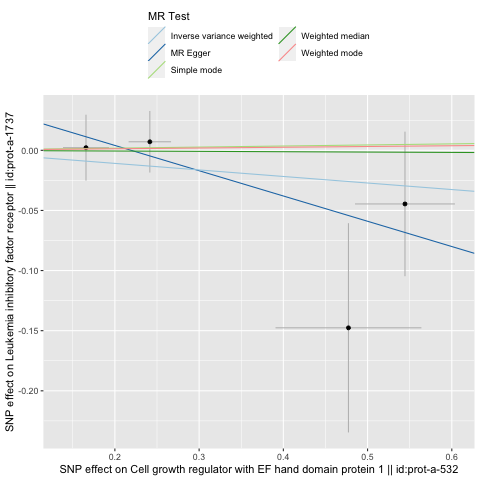 MR Test
Inverse variance weighted
Weighted median
MR Egger
Weighted mode
Simple mode
SNP effect on Leukemia inhibitory factor receptor || id:prot-a-1737
0.00
-0.05
-0.10
-0.15
-0.20
0.2 0.3 0.4 0.5 0.6
SNP effect on Cell growth regulator with EF hand domain protein 1 || id:prot-a-532